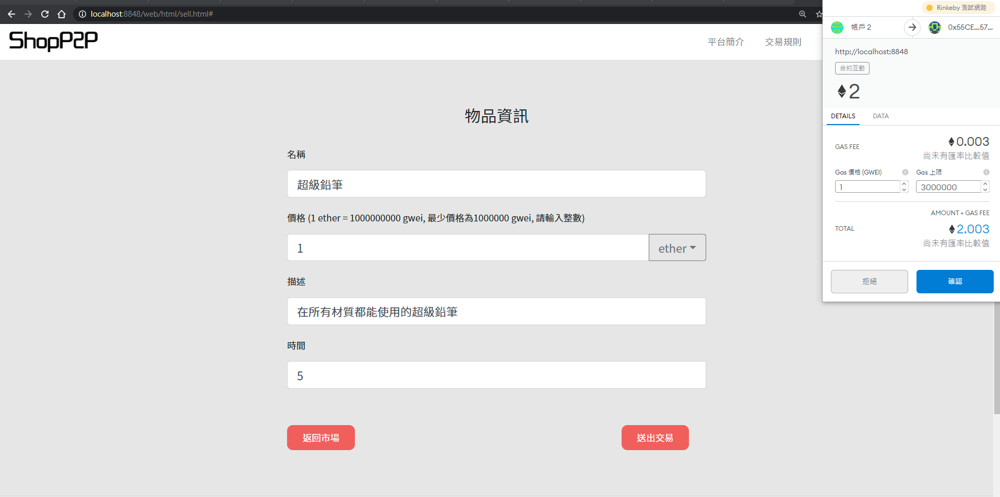 localhost:8848/web/html/sell.html#
ShopP2P
平台簡介
交易規則
物品資訊
名稱
超級鉛筆
價格 (1 ether = 1000000000 gwei, 最少價格為1000000 gwei, 請輸入整數)
1
ether
描述
在所有材質都能使用的超級鉛筆
時間
5
返回市場
送出交易
Rinkeby 測試網路
帳戶 2
0x55CE...57...
http://localhost:8848
合約互動
2
DETAILS
DATA
GAS FEE
0.003
尚未有匯率比較值
Gas 價格 (GWEI)
Gas 上限
1
3000000
AMOUNT + GAS FEE
TOTAL
2.003
尚未有匯率比較值
拒絕
確認